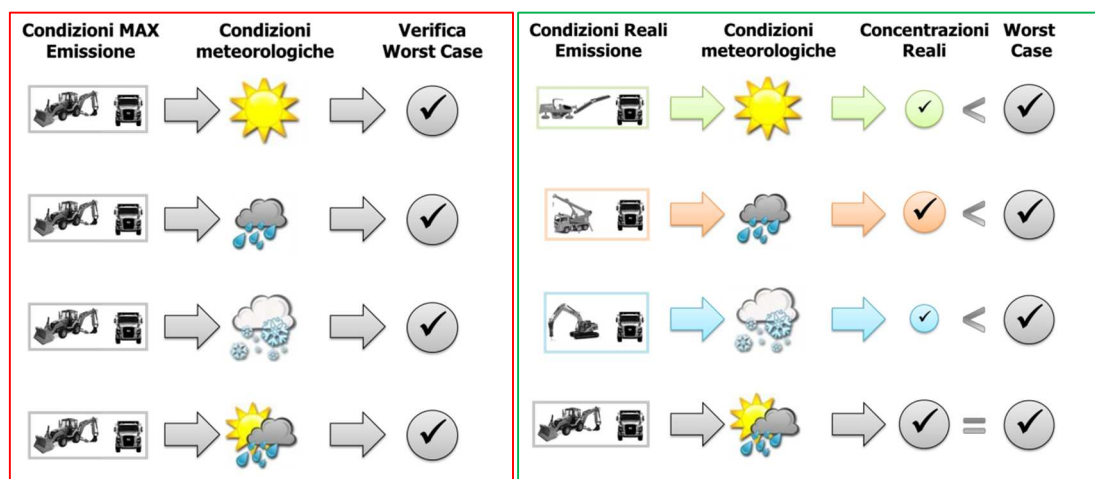 Condizioni MAX
Emissione
Condizioni
meteorologiche
Verifica
Worst Case
Condizioni Reali
Emissione
Condizioni
meteorologiche
Concentrazioni
Reali
Worst
Case
<
<
<
=